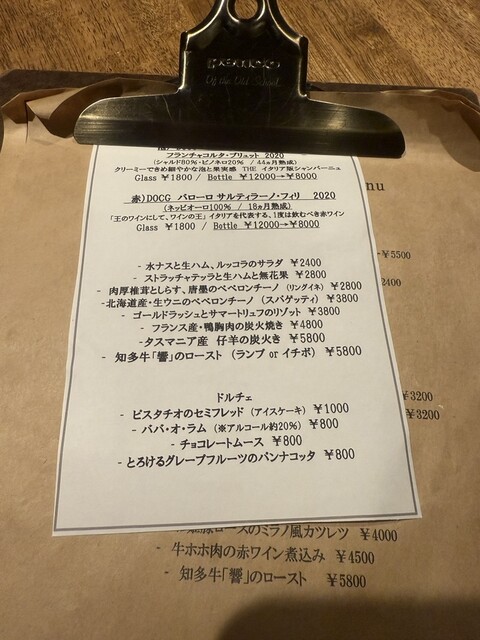 フランチャコルタ・ブリュット 2020
(シャルド80%・ピノネロ20% / 44ヵ月熟成)
クリーミーできめ細やかな泡と果実感 THE イタリア版シャンパーニュ
Glass ¥1800 / Bottle ¥12000→¥8000
赤)DOCG バローロ サルティラーノ・フィリ 2020
(ネッビオーロ100% / 18ヵ月熟成)
「王のワインにして、ワインの王」イタリアを代表する、1度は飲むべき赤ワイン
Glass ¥1800 / Bottle ¥12000→¥8000
- 水ナスと生ハム、ルッコラのサラダ ¥2400
- ストラッチャテッラと生ハムと無花果 ¥2800
- 肉厚椎茸としらす、唐墨のペペロンチーノ (リングイネ) ¥2800
- 北海道産・生ウニのペペロンチーノ (スパゲッティ) ¥3800
- ゴールドラッシュとサマートリュフのリゾット ¥3800
- フランス産・鴨胸肉の炭火焼き ¥4800
- タスマニア産 仔羊の炭火焼き ¥5800
- 知多牛「響」のロースト (ランプ or イチボ) ¥5800
ドルチェ
- ピスタチオのセミフレッド (アイスケーキ) ¥1000
- ババ・オ・ラム (※アルコール約20%) ¥800
- チョコレートムース ¥800
- とろけるグレープフルーツのパンナコッタ ¥800
nu
¥5500
2400
¥3200
¥3200
ロースのミラノ風カツレツ ¥4000
- 牛ホホ肉の赤ワイン煮込み ¥4500
- 知多牛「響」のロースト ¥5800